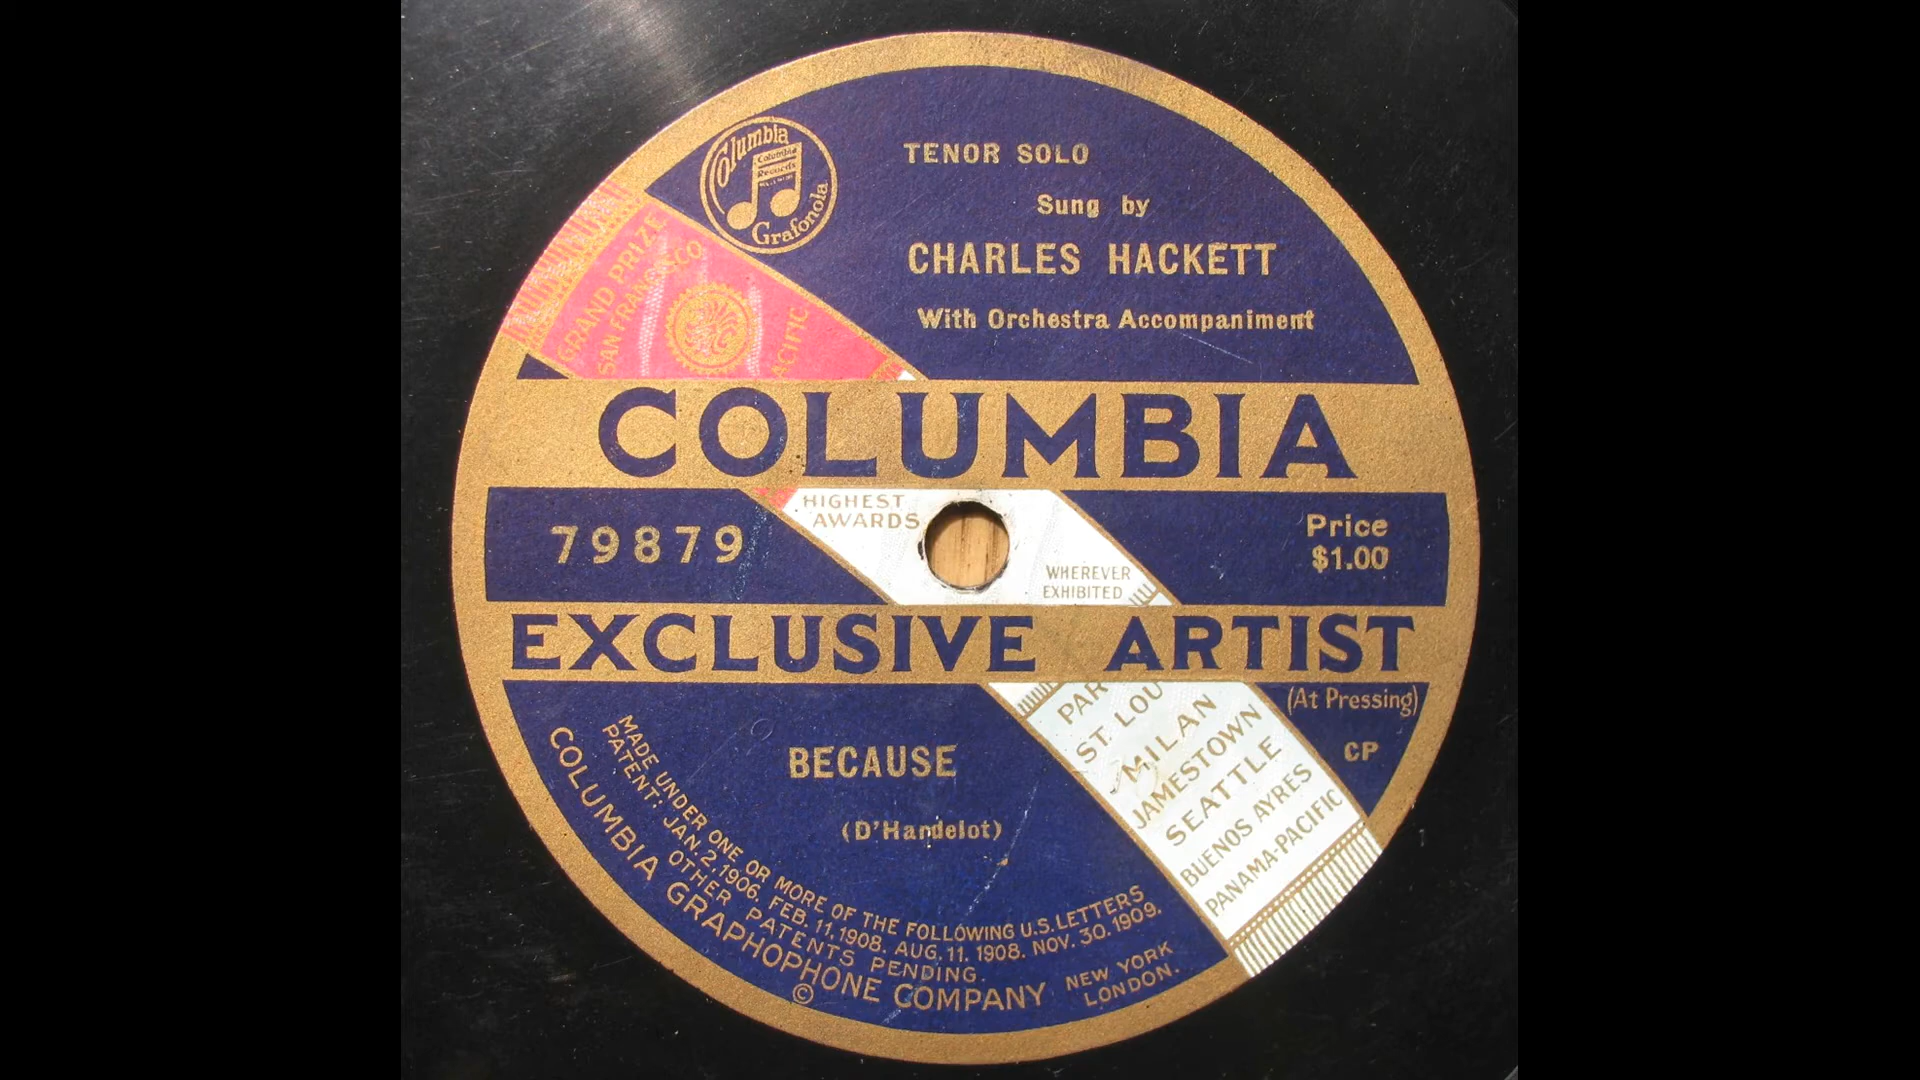 Columbia
Columbia
Records
Grafonola
TENOR SOLO
Sung by
CHARLES HACKETT
With Orchestra Accompaniment
GRAND PRIZE
SAN FRANCISCO
ACIFIC
COLUMBIA
HIGHEST
AWARDS
79879
Price
$1.00
WHEREVER
EXHIBITED
EXCLUSIVE ARTIST
(At Pressing)
CP
PAR
ST. LOU
MILAN
JAMESTOWN
SEATTLE
BUENOS AYRES
PANAMA-PACIFIC
BECAUSE
(D'Hardelot)
MADE UNDER ONE OR MORE OF THE FOLLOWING U.S. LETTERS
PATENT: JAN. 2, 1906. FEB. 11, 1908. AUG. 11. 1908. NOV. 30. 1909.
OTHER PATENTS PENDING.
COLUMBIA GRAPHOPHONE COMPANY
NEW YORK
LONDON.
©